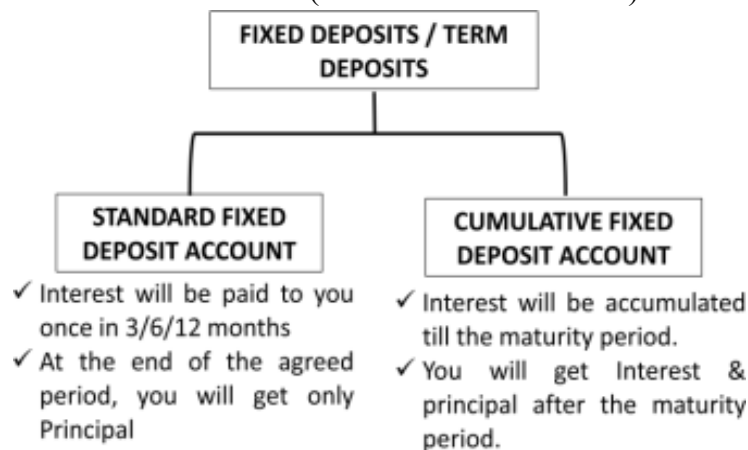 FIXED DEPOSITS / TERM
DEPOSITS
STANDARD FIXED
DEPOSIT ACCOUNT
✓ Interest will be paid to you
once in 3/6/12 months
✓ At the end of the agreed
period, you will get only
Principal
CUMULATIVE FIXED
DEPOSIT ACCOUNT
✓ Interest will be accumulated
till the maturity period.
✓ You will get Interest &
principal after the maturity
period.